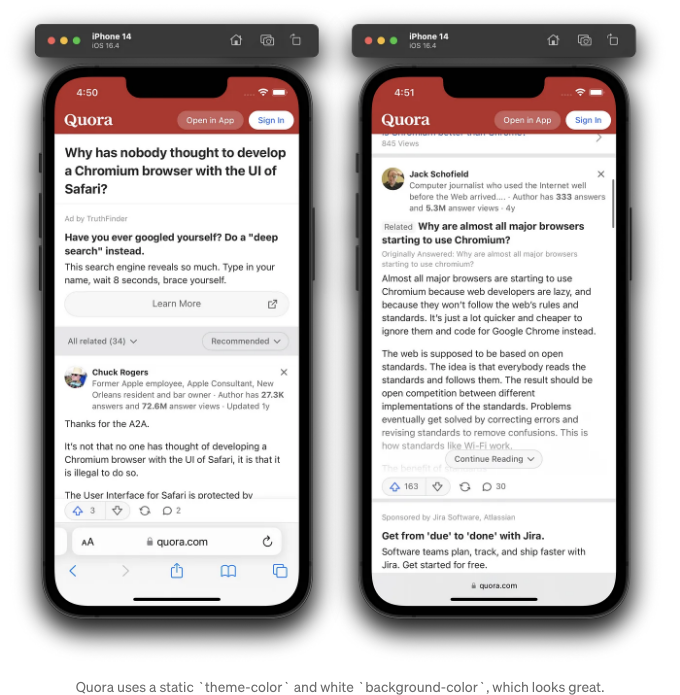 iPhone 14
iOS 16.4
4:50
Quora
Open in App
Sign In
Why has nobody thought to develop
a Chromium browser with the UI of
Safari?
Ad by TruthFinder
Have you ever googled yourself? Do a "deep
search" instead.
This search engine reveals so much. Type in your
name, wait 8 seconds, brace yourself.
Learn More
All related (34)
Recommended
Chuck Rogers
Former Apple employee, Apple Consultant, New
Orleans resident and bar owner · Author has 27.3K
answers and 72.6M answer views · Updated 1y
Thanks for the A2A.
It's not that no one has thought of developing a
Chromium browser with the UI of Safari, it is that it
is illegal to do so.
The User Interface for Safari is protected by
3
2
AA
quora.com
iPhone 14
iOS 16.4
4:51
Quora
Open in App
Sign In
is Chromium better than Chrome?
845 Views
Jack Schofield
Computer journalist who used the Internet well
before the Web arrived.... · Author has 333 answers
and 5.3M answer views · 4y
Related Why are almost all major browsers
starting to use Chromium?
Originally Answered: Why are almost all major browsers
starting to use chromium?
Almost all major browsers are starting to use
Chromium because web developers are lazy, and
because they won't follow the web's rules and
standards. It's just a lot quicker and cheaper to
ignore them and code for Google Chrome instead.
The web is supposed to be based on open
standards. The idea is that everybody reads the
standards and follows them. The result should be
open competition between different
implementations of the standards. Problems
eventually get solved by correcting errors and
revising standards to remove confusions. This is
how standards like Wi-Fi work.
Continue Reading
The benefit of
163
30
Sponsored by Jira Software, Atlassian
Get from 'due' to 'done' with Jira.
Software teams plan, track, and ship faster with
Jira. Get started for free.
quora.com
Quora uses a static `theme-color` and white `background-color`, which looks great.